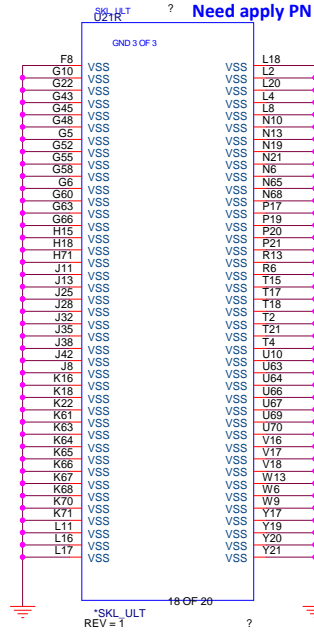 SKL_ULT ? Need apply PN
U21R
GND 3 OF 3
F8 VSS VSS L18
G10 VSS VSS L2
G22 VSS VSS L20
G43 VSS VSS L4
G45 VSS VSS L8
G48 VSS VSS N10
G5 VSS VSS N13
G52 VSS VSS N19
G55 VSS VSS N21
G58 VSS VSS N6
G6 VSS VSS N65
G60 VSS VSS N68
G63 VSS VSS P17
G66 VSS VSS P19
H15 VSS VSS P20
H18 VSS VSS P21
H71 VSS VSS R13
J11 VSS VSS R6
J13 VSS VSS T15
J25 VSS VSS T17
J28 VSS VSS T18
J32 VSS VSS T2
J35 VSS VSS T21
J38 VSS VSS T4
J42 VSS VSS U10
J8 VSS VSS U63
K16 VSS VSS U64
K18 VSS VSS U66
K22 VSS VSS U67
K61 VSS VSS U69
K63 VSS VSS U70
K64 VSS VSS V16
K65 VSS VSS V17
K66 VSS VSS V18
K67 VSS VSS W13
K68 VSS VSS W6
K70 VSS VSS W9
K71 VSS VSS Y17
L11 VSS VSS Y19
L16 VSS VSS Y20
L17 VSS VSS Y21
18 OF 20
*SKL_ULT
REV = 1 ?